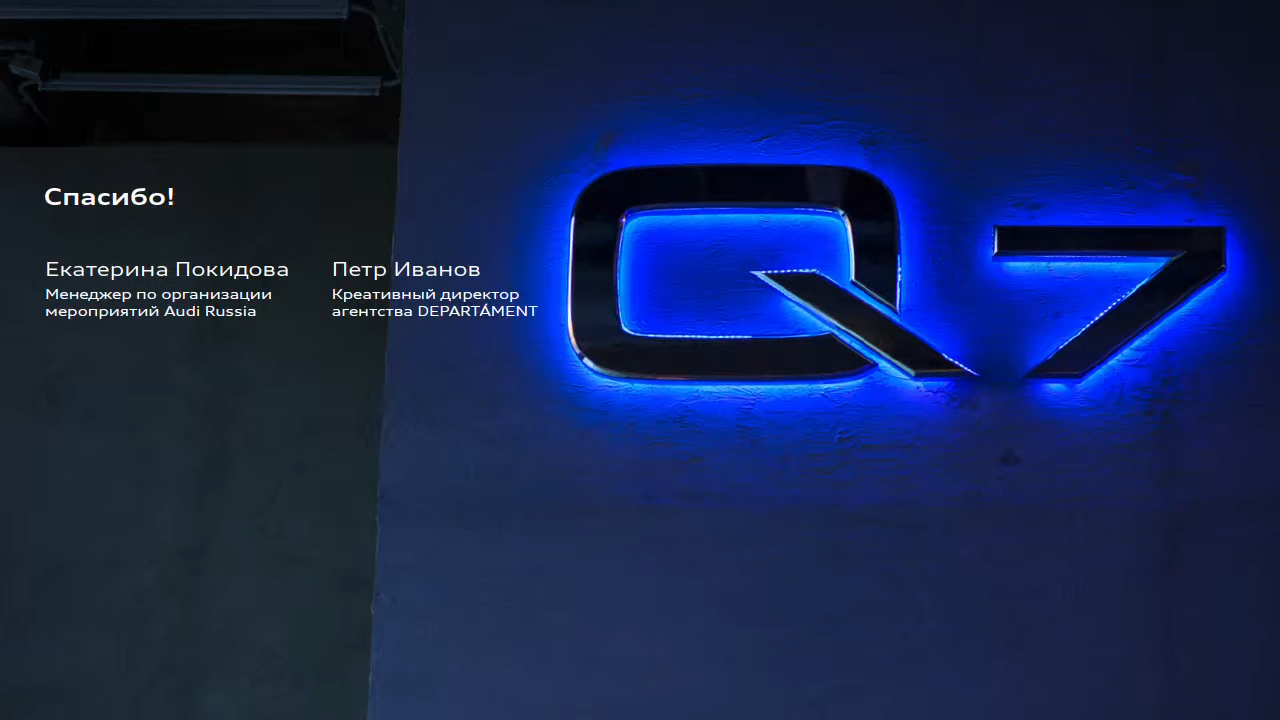 Спасибо!
Екатерина Покидова
Менеджер по организации
мероприятий Audi Russia
Петр Иванов
Креативный директор
агентства DEPARTÁMENT
Q7